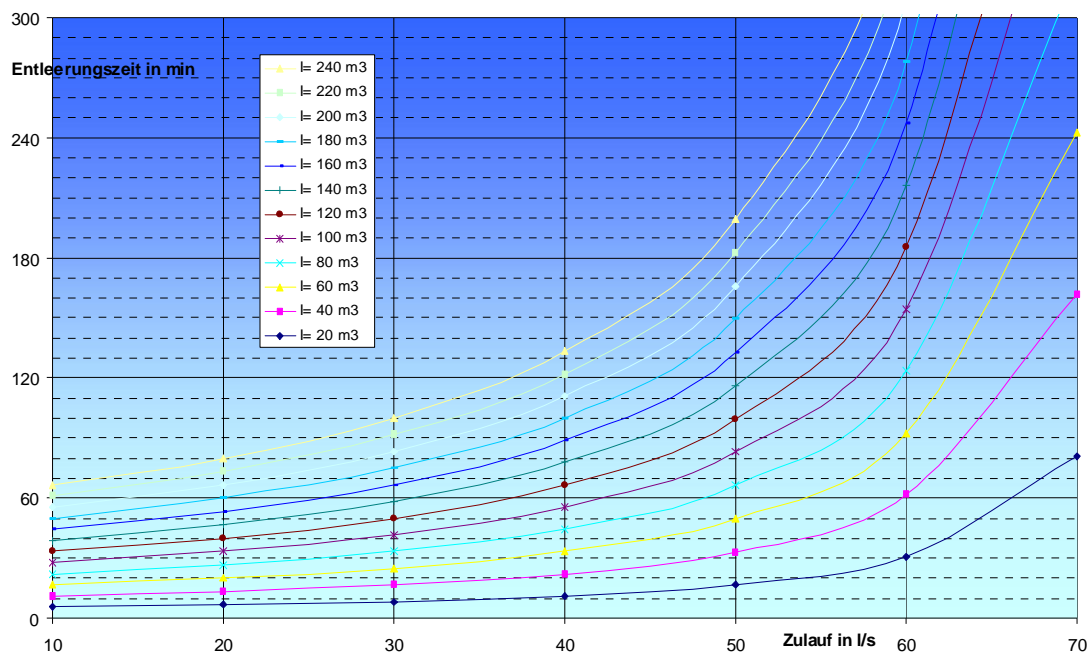 300
Entleerungszeit in min
240
180
120
60
0
I= 240 m3
I= 220 m3
I= 200 m3
I= 180 m3
I= 160 m3
I= 140 m3
I= 120 m3
I= 100 m3
I= 80 m3
I= 60 m3
I= 40 m3
I= 20 m3
Zulauf in l/s
10 20 30 40 50 60 70